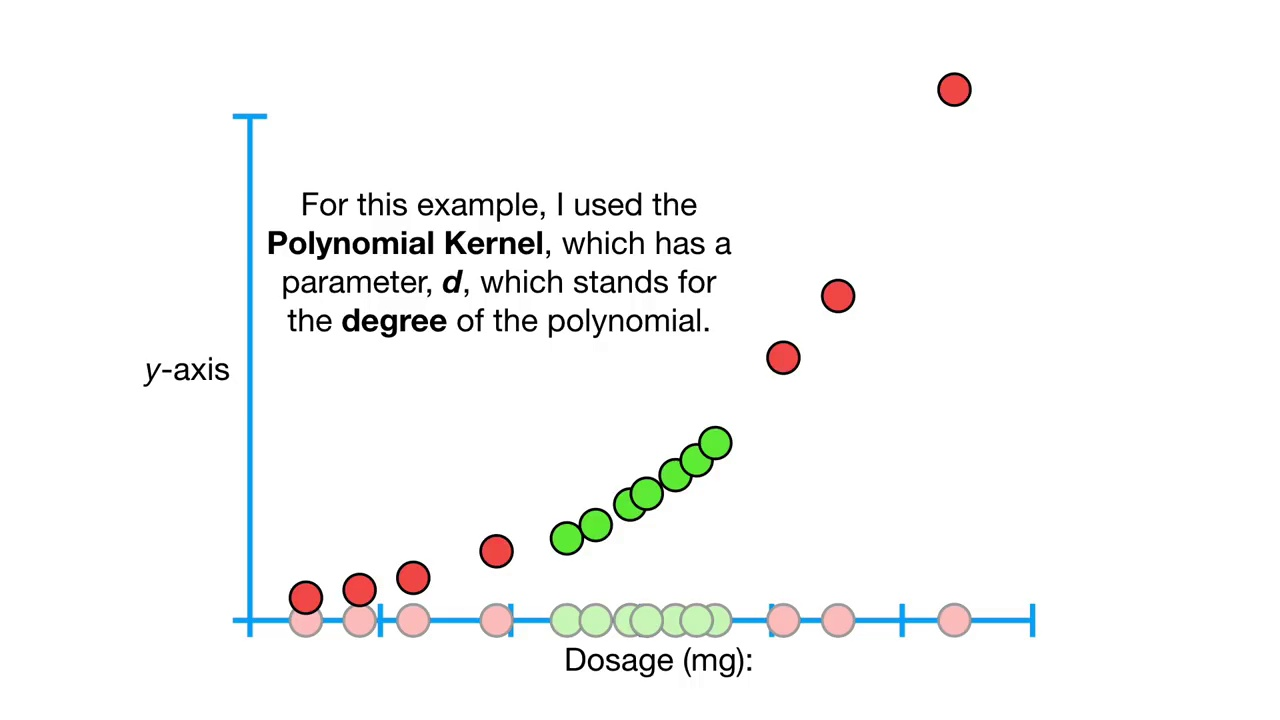 For this example, I used the
Polynomial Kernel, which has a
parameter, d, which stands for
the degree of the polynomial.
y-axis
Dosage (mg):